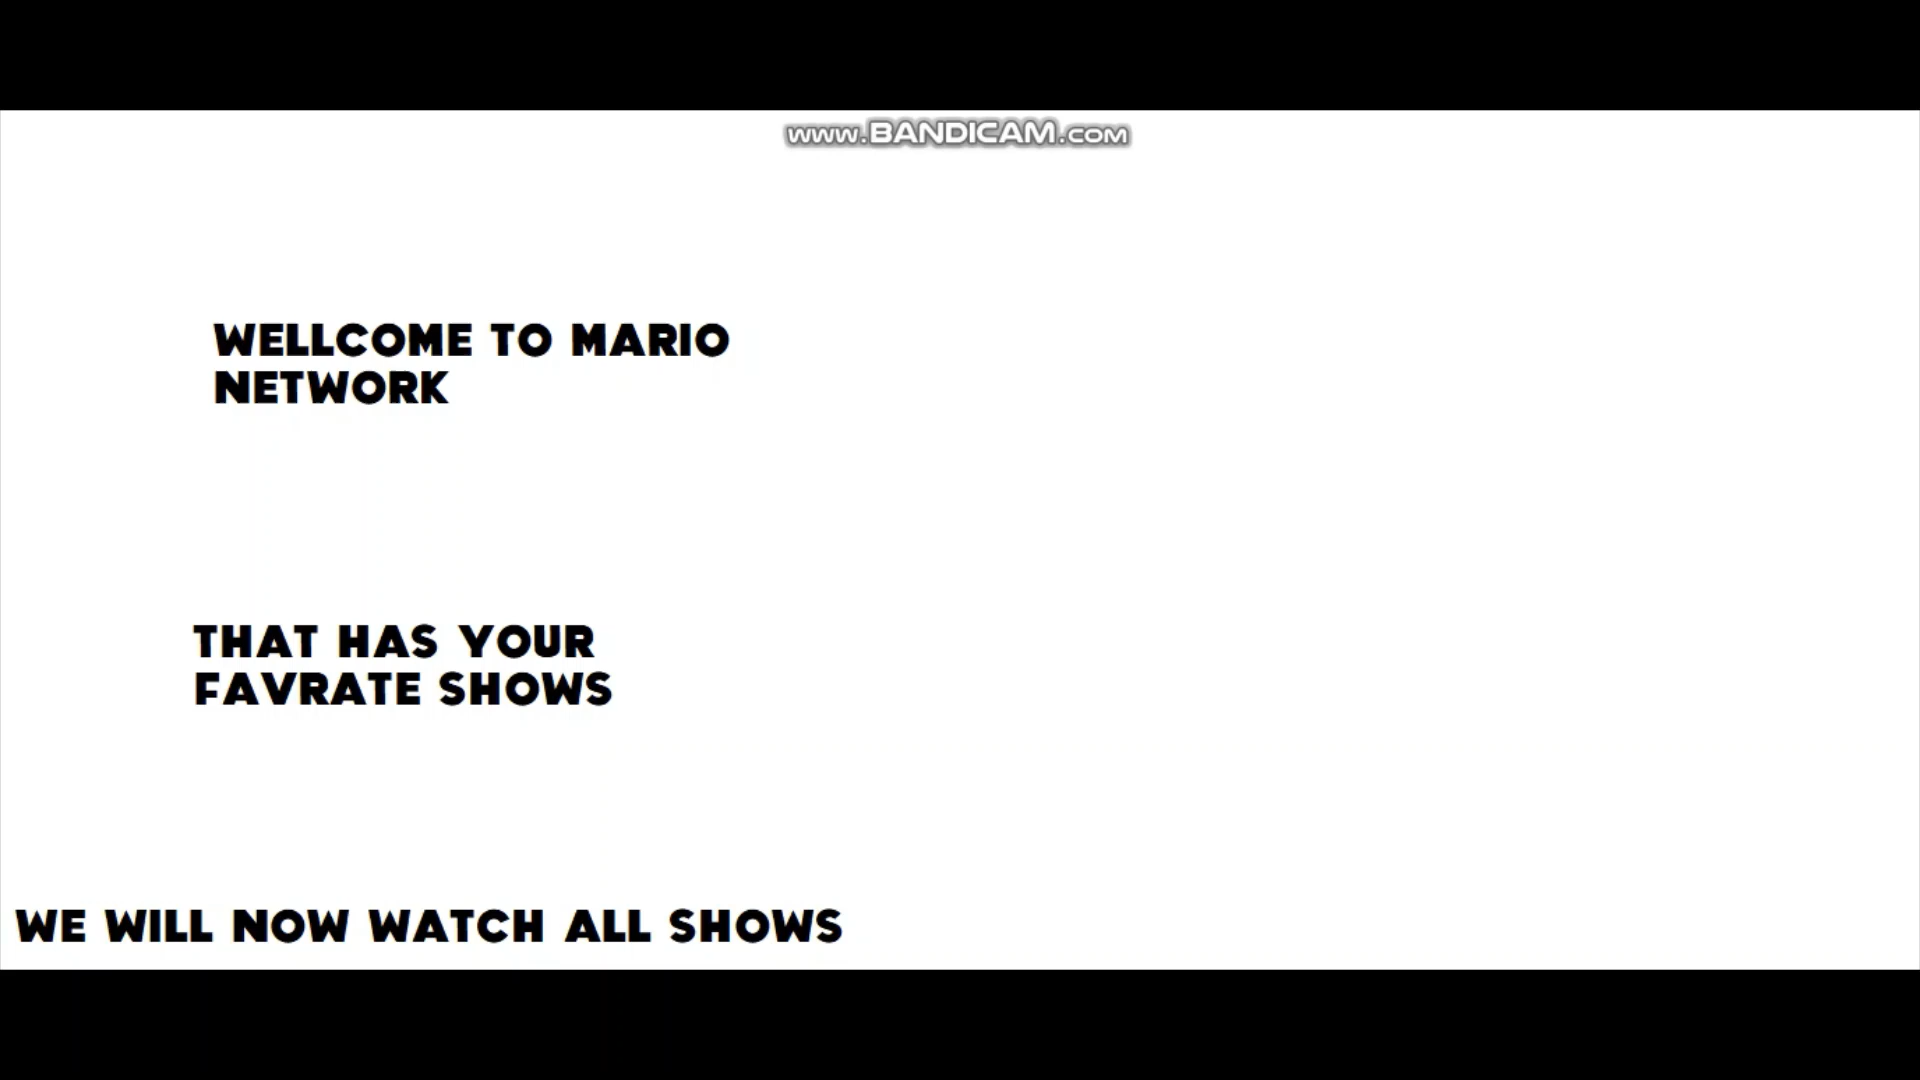 www.BANDICAM.com
WELLCOME TO MARIO
NETWORK
THAT HAS YOUR
FAVRATE SHOWS
WE WILL NOW WATCH ALL SHOWS